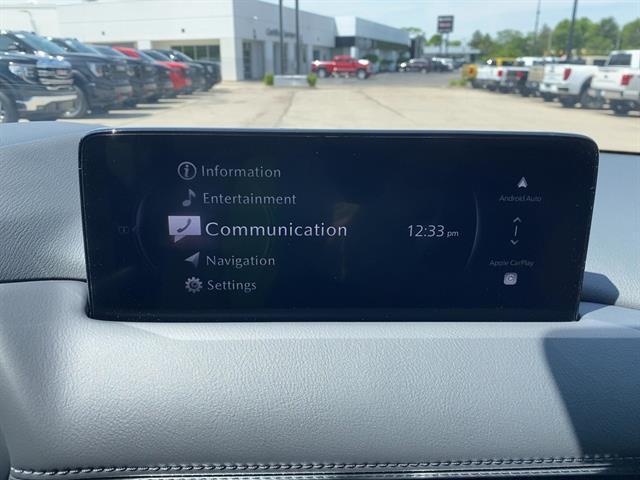 Information
Entertainment
Communication
Navigation
Settings
12:33 pm
Android Auto
Apple CarPlay